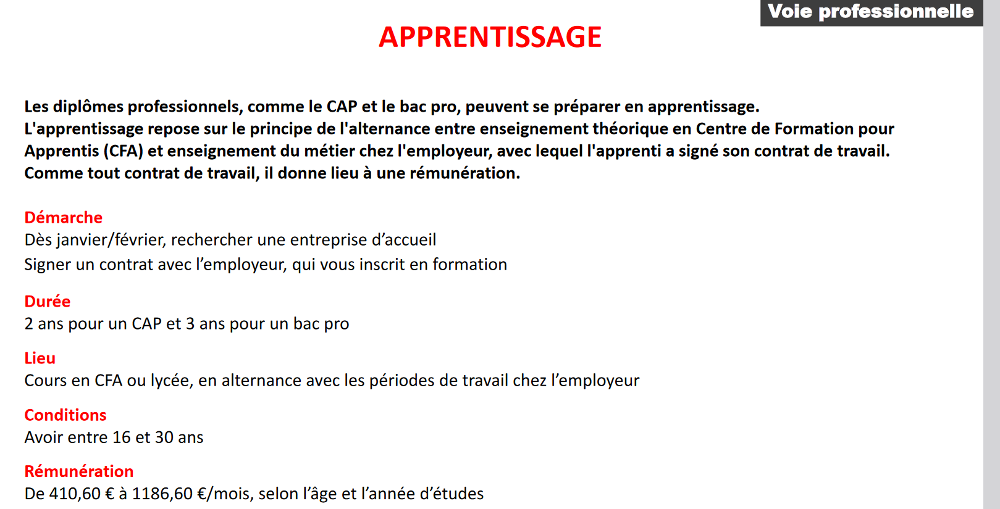 Voie professionnelle
APPRENTISSAGE
Les diplômes professionnels, comme le CAP et le bac pro, peuvent se préparer en apprentissage.
L'apprentissage repose sur le principe de l'alternance entre enseignement théorique en Centre de Formation pour
Apprentis (CFA) et enseignement du métier chez l'employeur, avec lequel l'apprenti a signé son contrat de travail.
Comme tout contrat de travail, il donne lieu à une rémunération.
Démarche
Dès janvier/février, rechercher une entreprise d’accueil
Signer un contrat avec l’employeur, qui vous inscrit en formation
Durée
2 ans pour un CAP et 3 ans pour un bac pro
Lieu
Cours en CFA ou lycée, en alternance avec les périodes de travail chez l’employeur
Conditions
Avoir entre 16 et 30 ans
Rémunération
De 410,60 € à 1186,60 €/mois, selon l’âge et l’année d’études